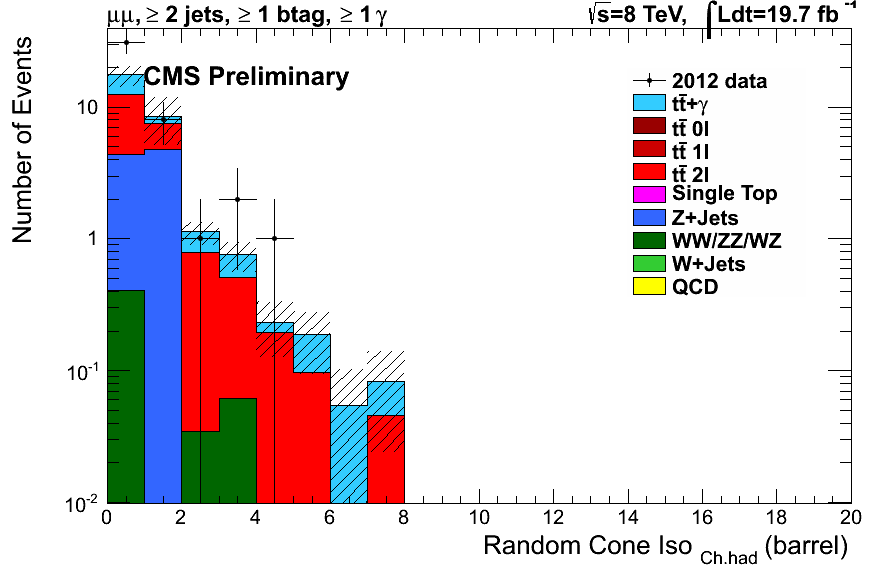 μμ, ≥ 2 jets, ≥ 1 btag, ≥ 1 γ
√s=8 TeV, ∫Ldt=19.7 fb⁻¹
CMS Preliminary
2012 data
tt̄+γ
tt̄ 0l
tt̄ 1l
tt̄ 2l
Single Top
Z+Jets
WW/ZZ/WZ
W+Jets
QCD
Number of Events
10
1
10⁻¹
10⁻²
0 2 4 6 8 10 12 14 16 18 20
Random Cone Iso Ch.had (barrel)